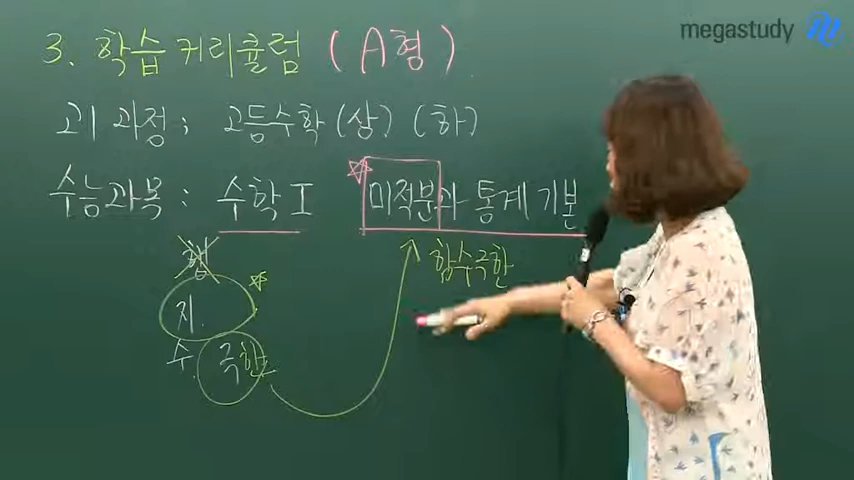 megastudy
3. 학습 커리큘럼 (A형)
고1 과정 ; 고등수학 (상) (하)
수능과목 : 수학 I 미적분과 통계 기본
행
함수극한
지.
수. 극한